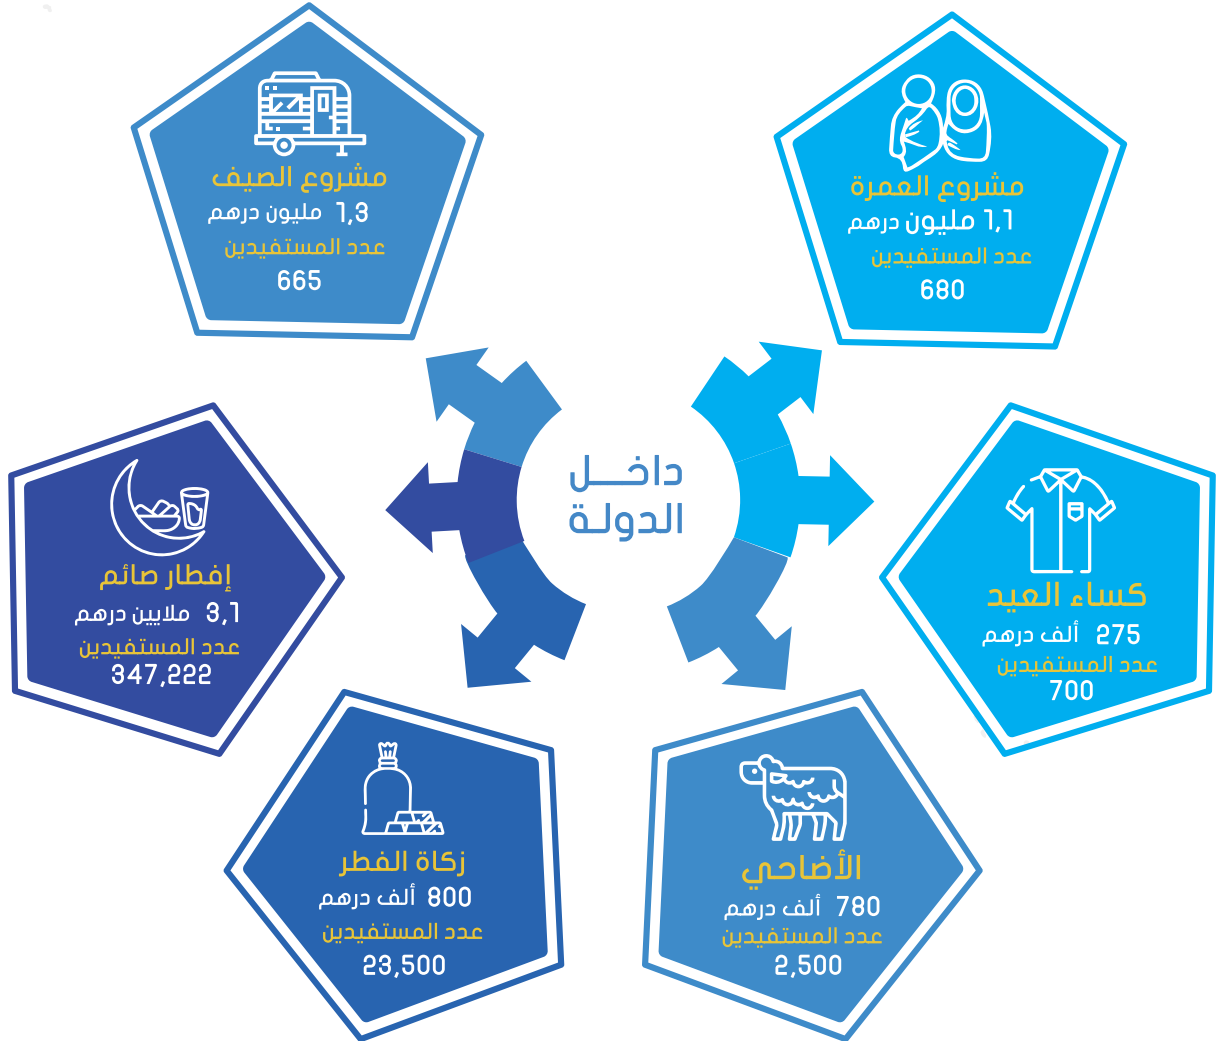 داخل
الدولة
مشروع العمرة
1,1 مليون درهم
عدد المستفيدين
680
كساء العيد
275 ألف درهم
عدد المستفيدين
700
الأضاحي
780 ألف درهم
عدد المستفيدين
2,500
زكاة الفطر
800 ألف درهم
عدد المستفيدين
23,500
إفطار صائم
3,1 ملايين درهم
عدد المستفيدين
347,222
مشروع الصيف
1,3 مليون درهم
عدد المستفيدين
665